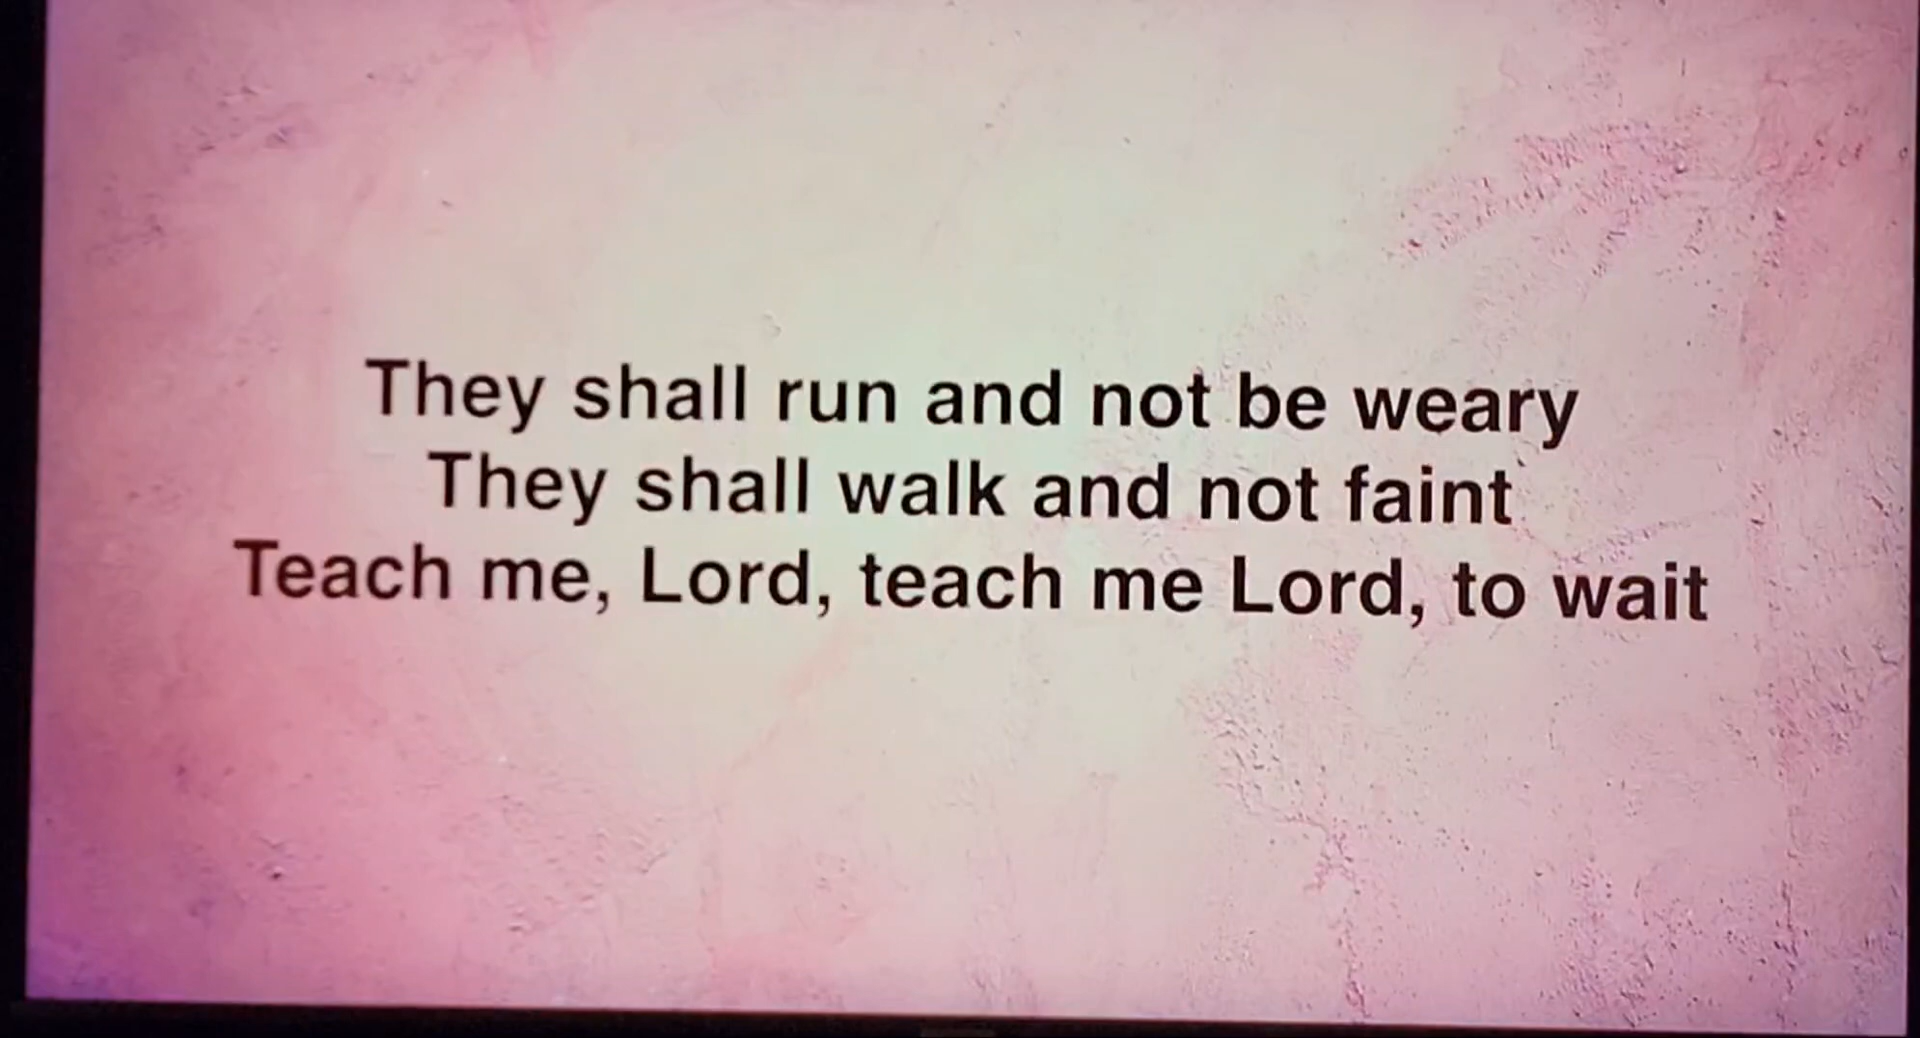 They shall run and not be weary
They shall walk and not faint
Teach me, Lord, teach me Lord, to wait